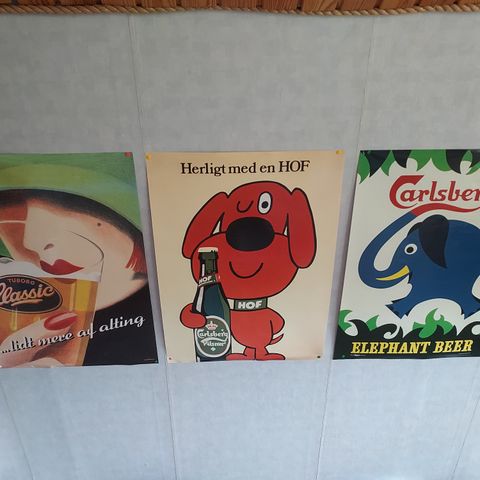 TUBORG
Classic
...lidt mere af alting
Herligt med en HOF
HOF
HOF
Carlsberg
Pilsner
Carlsber
ELEPHANT BEER